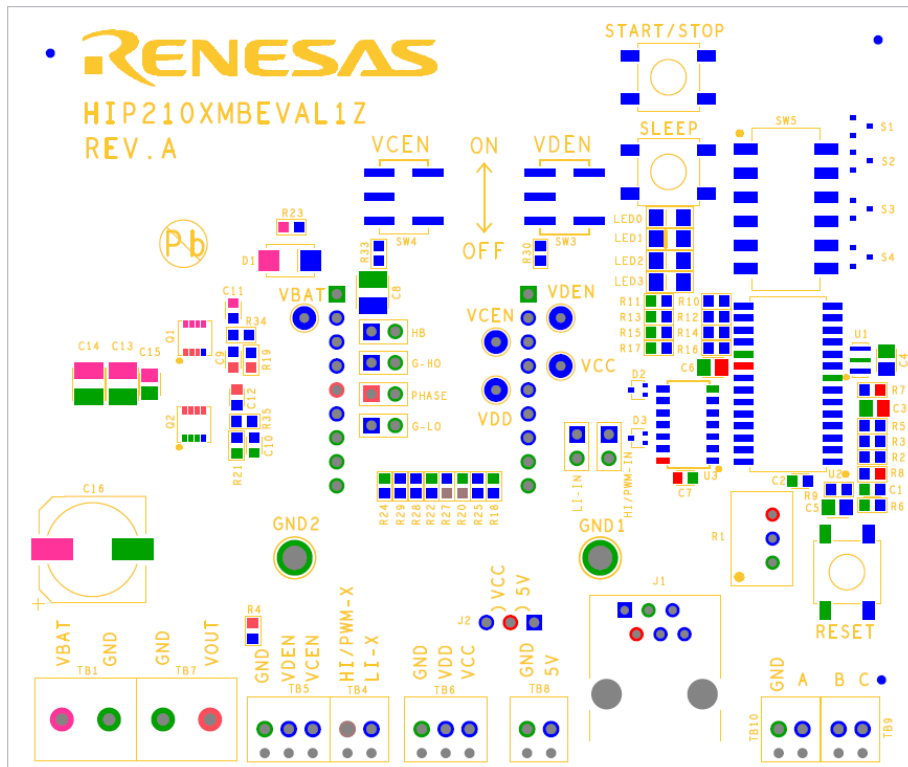 RENESAS
HIP210XMBEVAL1Z
REV.A
START/STOP
SLEEP
SW5
S1
S2
S3
S4
VCEN
ON
VDEN
SW4
OFF
SW3
LED0
LED1
LED2
LED3
Pb
R23
D1
R33
R30
C8
VBAT
VCEN
VDEN
VCC
VDD
HB
G-HO
PHASE
G-LO
C11
R34
Q1
C9
R19
C14
C13
C15
C12
Q2
R35
R21
C10
R11
R10
R13
R12
R15
R14
R17
R16
U1
C4
C6
D2
D3
U3
C7
R7
C3
R5
R3
R2
R8
C1
R6
C2
U2
R9
C5
LI-IN
HI/PWM-IN
R24
R29
R28
R22
R27
R20
R25
R18
C16
GND2
GND1
R1
RESET
J2
VCC
5V
J1
R4
VBAT
GND
GND
VOUT
TB1
TB7
GND
VDEN
VCEN
HI/PWM-X
LI-X
TB5
TB4
GND
VDD
VCC
TB6
GND
5V
TB8
GND
A
B
C
TB10
TB9